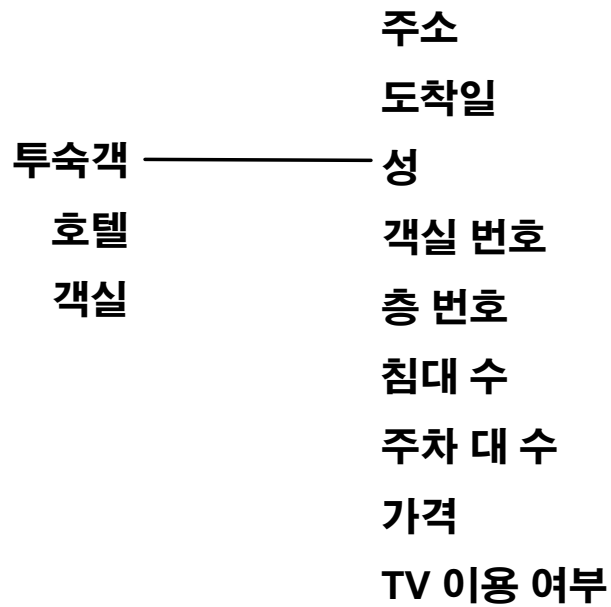 투숙객
호텔
객실
주소
도착일
성
객실 번호
층 번호
침대 수
주차 대 수
가격
TV 이용 여부